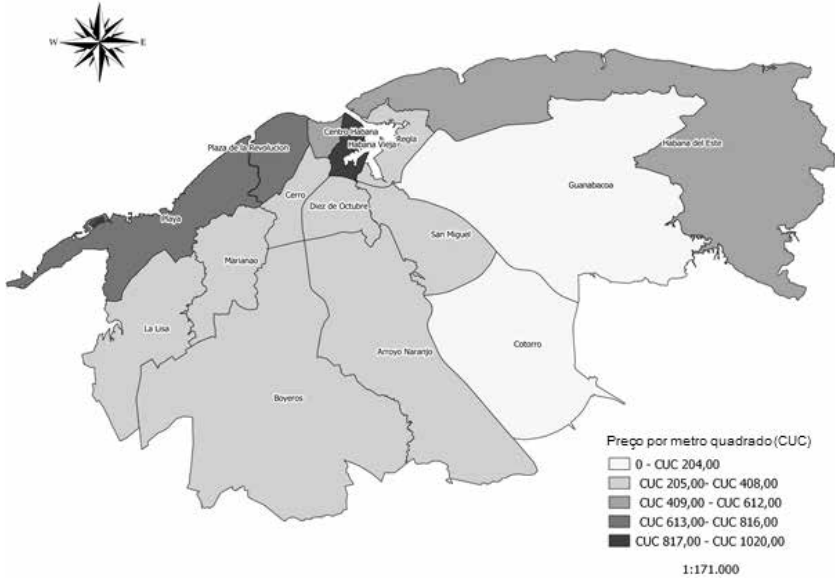 W
E
Centro Habana
Regla
Plaza de la Revolucion
Habana Vieja
Habana del Este
Guanabacoa
Cerro
Diez de Octubre
Playa
San Miguel
Marianao
La Lisa
Cotorro
Arroyo Naranjo
Boyeros
Preço por metro quadrado (CUC)
0 - CUC 204,00
CUC 205,00- CUC 408,00
CUC 409,00 - CUC 612,00
CUC 613,00- CUC 816,00
CUC 817,00 - CUC 1020,00
1:171.000